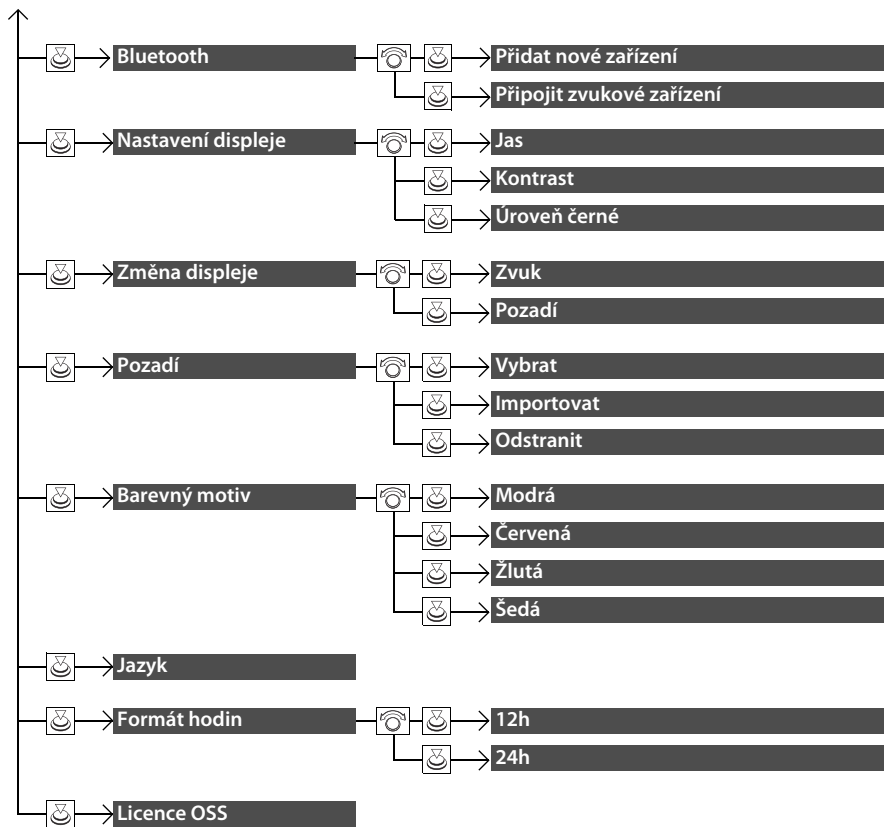 Bluetooth
Přidat nové zařízení
Připojit zvukové zařízení
Nastavení displeje
Jas
Kontrast
Úroveň černé
Změna displeje
Zvuk
Pozadí
Pozadí
Vybrat
Importovat
Odstranit
Barevný motiv
Modrá
Červená
Žlutá
Šedá
Jazyk
Formát hodin
12h
24h
Licence OSS